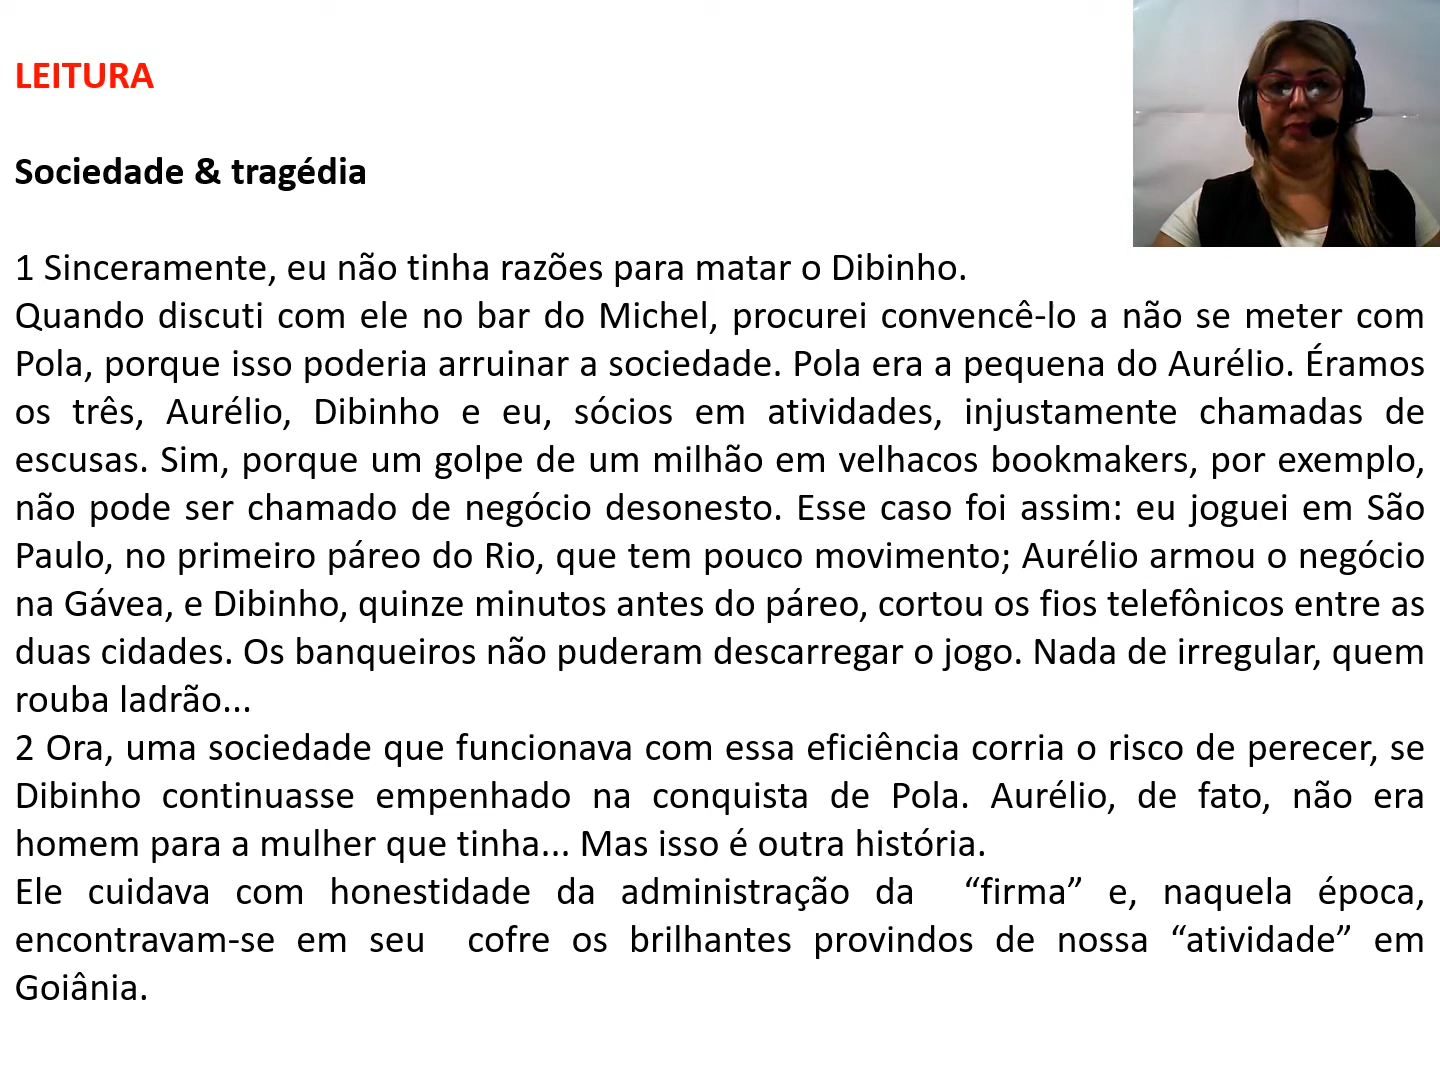 LEITURA
Sociedade & tragédia
1 Sinceramente, eu não tinha razões para matar o Dibinho.
Quando discuti com ele no bar do Michel, procurei convencê-lo a não se meter com
Pola, porque isso poderia arruinar a sociedade. Pola era a pequena do Aurélio. Éramos
os três, Aurélio, Dibinho e eu, sócios em atividades, injustamente chamadas de
escusas. Sim, porque um golpe de um milhão em velhacos bookmakers, por exemplo,
não pode ser chamado de negócio desonesto. Esse caso foi assim: eu joguei em São
Paulo, no primeiro páreo do Rio, que tem pouco movimento; Aurélio armou o negócio
na Gávea, e Dibinho, quinze minutos antes do páreo, cortou os fios telefônicos entre as
duas cidades. Os banqueiros não puderam descarregar o jogo. Nada de irregular, quem
rouba ladrão...
2 Ora, uma sociedade que funcionava com essa eficiência corria o risco de perecer, se
Dibinho continuasse empenhado na conquista de Pola. Aurélio, de fato, não era
homem para a mulher que tinha... Mas isso é outra história.
Ele cuidava com honestidade da administração da “firma” e, naquela época,
encontravam-se em seu cofre os brilhantes provindos de nossa “atividade” em
Goiânia.